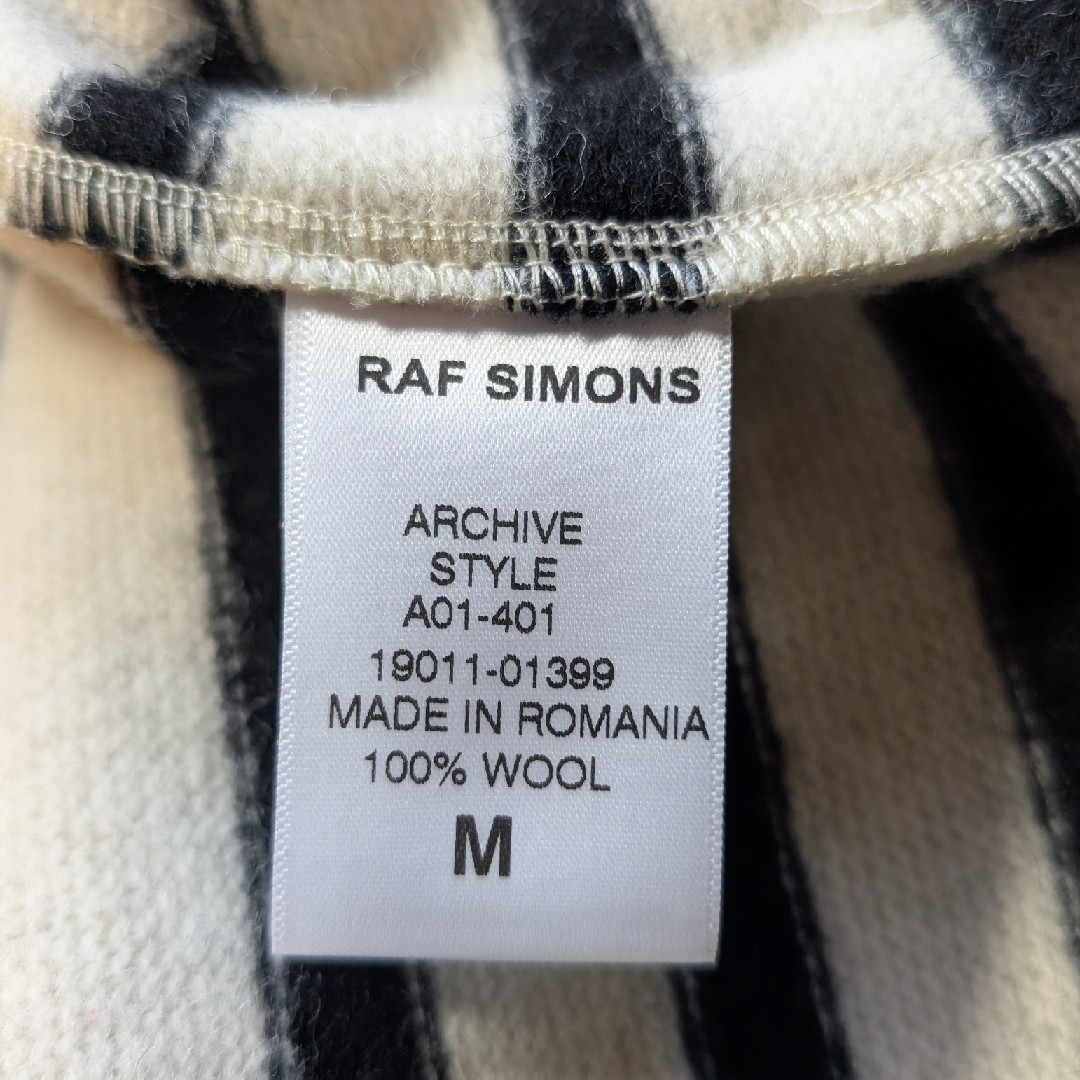 RAF SIMONS
ARCHIVE
STYLE
A01-401
19011-01399
MADE IN ROMANIA
100% WOOL
M